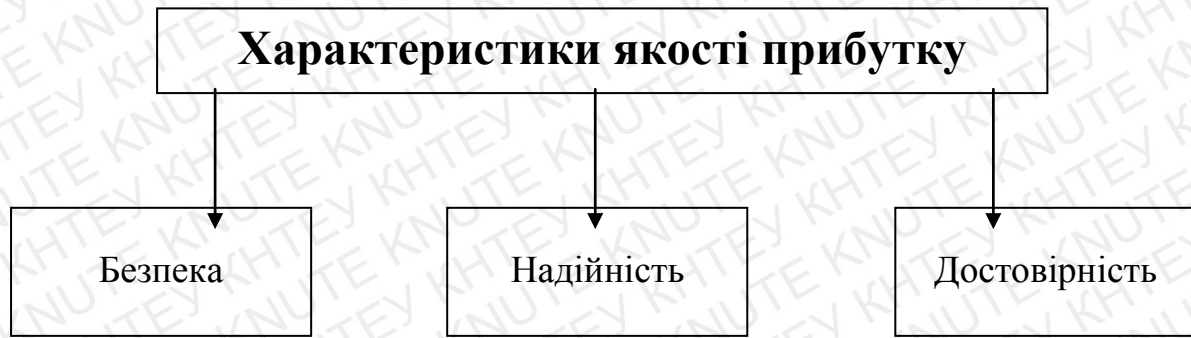 Характеристики якості прибутку
Безпека
Надійність
Достовірність